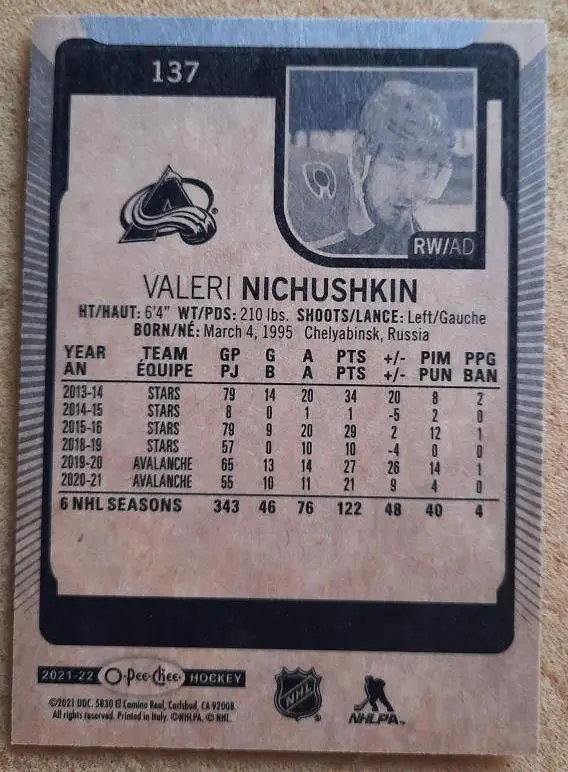 137
RW/AD
VALERI NICHUSHKIN
HT/HAUT: 6'4" WT/PDS: 210 lbs. SHOOTS/LANCE: Left/Gauche
BORN/NÉ: March 4, 1995 Chelyabinsk, Russia
YEAR TEAM GP G A PTS +/- PIM PPG
AN ÉQUIPE PJ B A PTS +/- PUN BAN
2013-14 STARS 79 14 20 34 20 8 2
2014-15 STARS 8 0 1 1 -5 2 0
2015-16 STARS 79 9 20 29 2 12 1
2018-19 STARS 57 0 10 10 -4 0 0
2019-20 AVALANCHE 65 13 14 27 26 14 1
2020-21 AVALANCHE 55 10 11 21 9 4 0
6 NHL SEASONS 343 46 76 122 48 40 4
2021-22 O-Pee-Chee HOCKEY
©2021 UDC. 5830 El Camino Real, Carlsbad, CA 92008.
All rights reserved. Printed in Italy. ©NHLPA. © NHL.
NHL
NHLPA